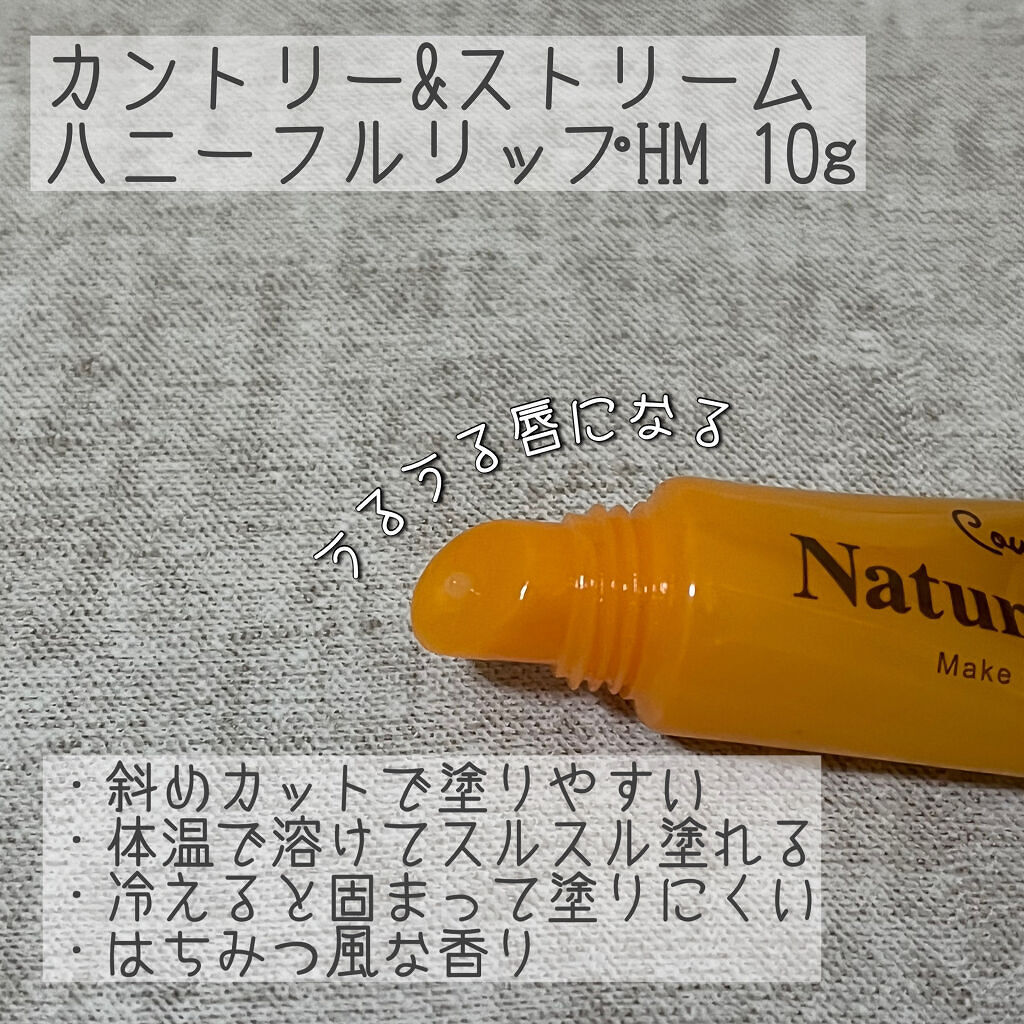 カントリー&ストリーム
ハニーフルリップHM 10g
うるうる唇になる
Natur
Make
・斜めカットで塗りやすい
・体温で溶けてスルスル塗れる
・冷えると固まって塗りにくい
・はちみつ風な香り